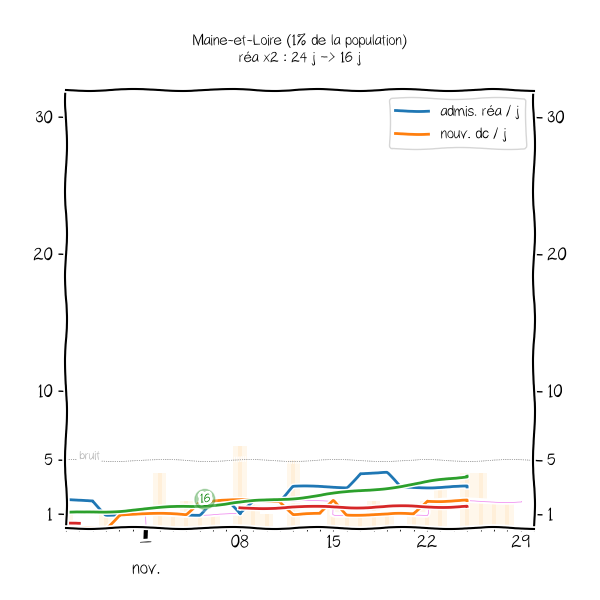 Maine-et-Loire (1% de la population)
réa x2 : 24 j -> 16 j
admis. réa / j
nouv. dc / j
30
30
20
20
10
10
bruit
5
5
16
1
1
1
08
15
22
29
nov.